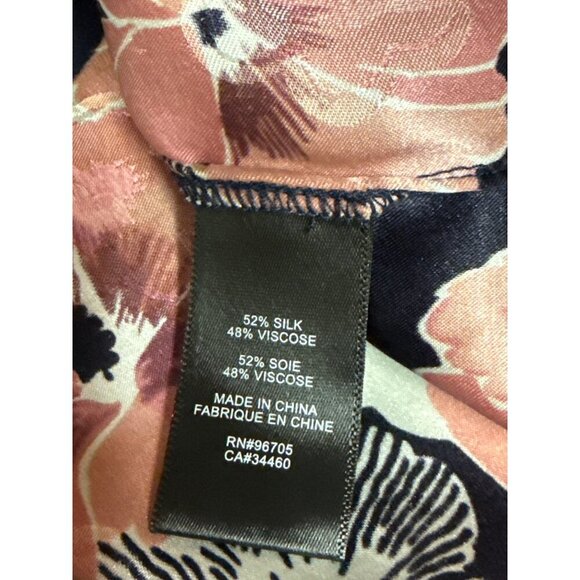 52% SILK
48% VISCOSE
52% SOIE
48% VISCOSE
MADE IN CHINA
FABRIQUE EN CHINE
RN#96705
CA#34460